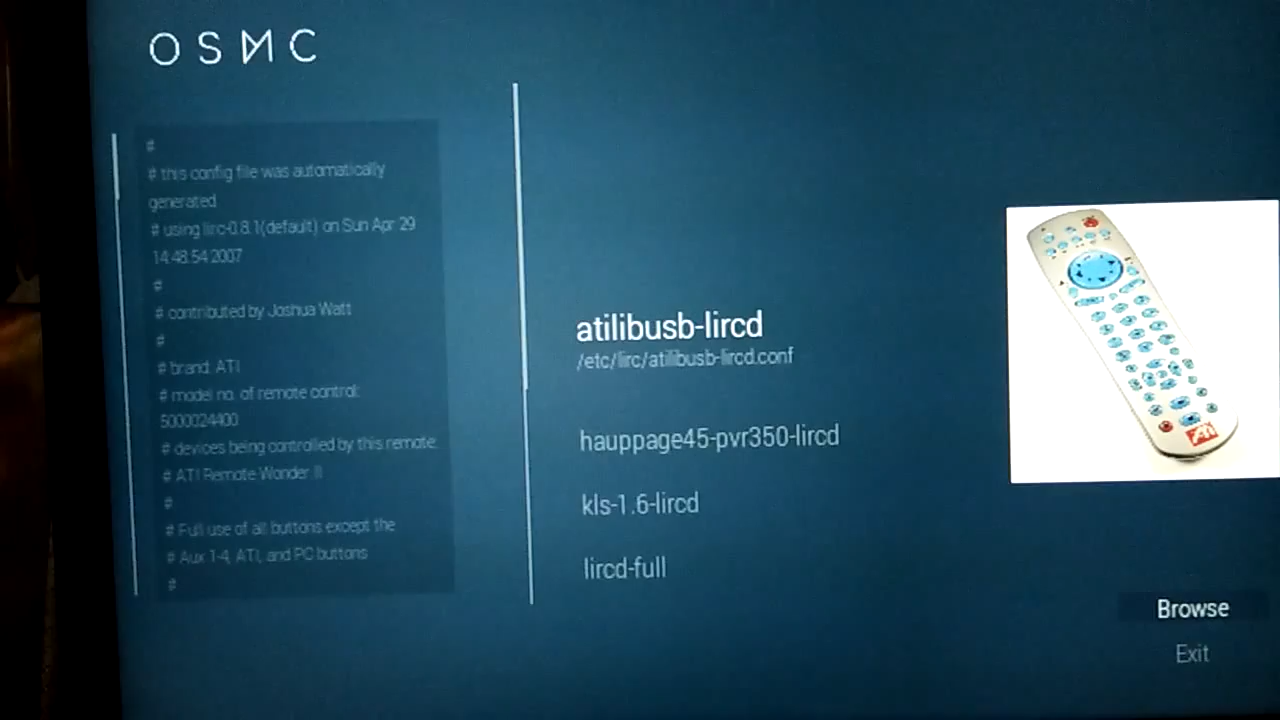 OSMC
#
# this config file was automatically
generated
# using lirc-0.8.1(default) on Sun Apr 29
14:48:54 2007
#
# contributed by Joshua Watt
#
# brand: ATI
# model no. of remote control:
5000024400
# devices being controlled by this remote:
# ATI Remote Wonder II
#
# Full use of all buttons except the
# Aux 1-4, ATI, and PC buttons
#
atilibusb-lircd
/etc/lirc/atilibusb-lircd.conf
hauppage45-pvr350-lircd
kls-1.6-lircd
lircd-full
ATI
Browse
Exit